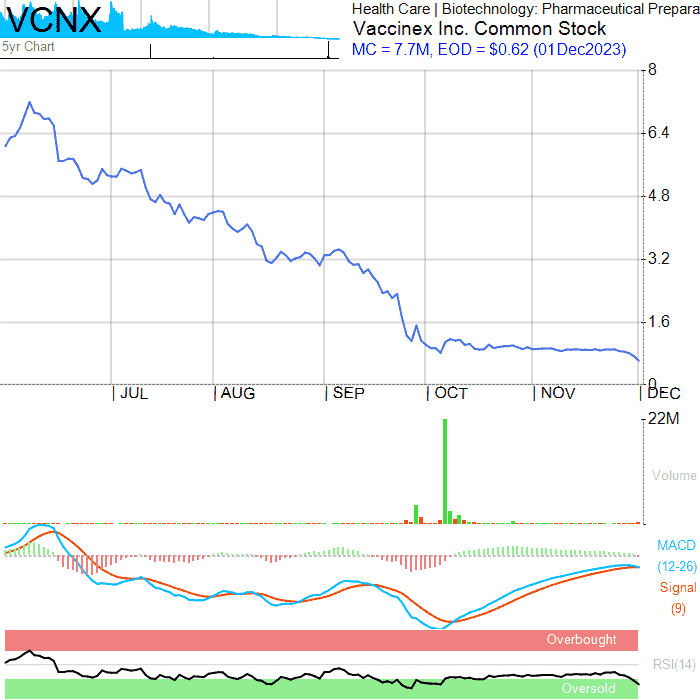 VCNX
5yr Chart
Health Care | Biotechnology: Pharmaceutical Prepara
Vaccinex Inc. Common Stock
MC = 7.7M, EOD = $0.62 (01Dec2023)
8
6.4
4.8
3.2
1.6
0
JUL AUG SEP OCT NOV DEC
22M
Volume
MACD
(12-26)
Signal
(9)
Overbought
RSI(14)
Oversold